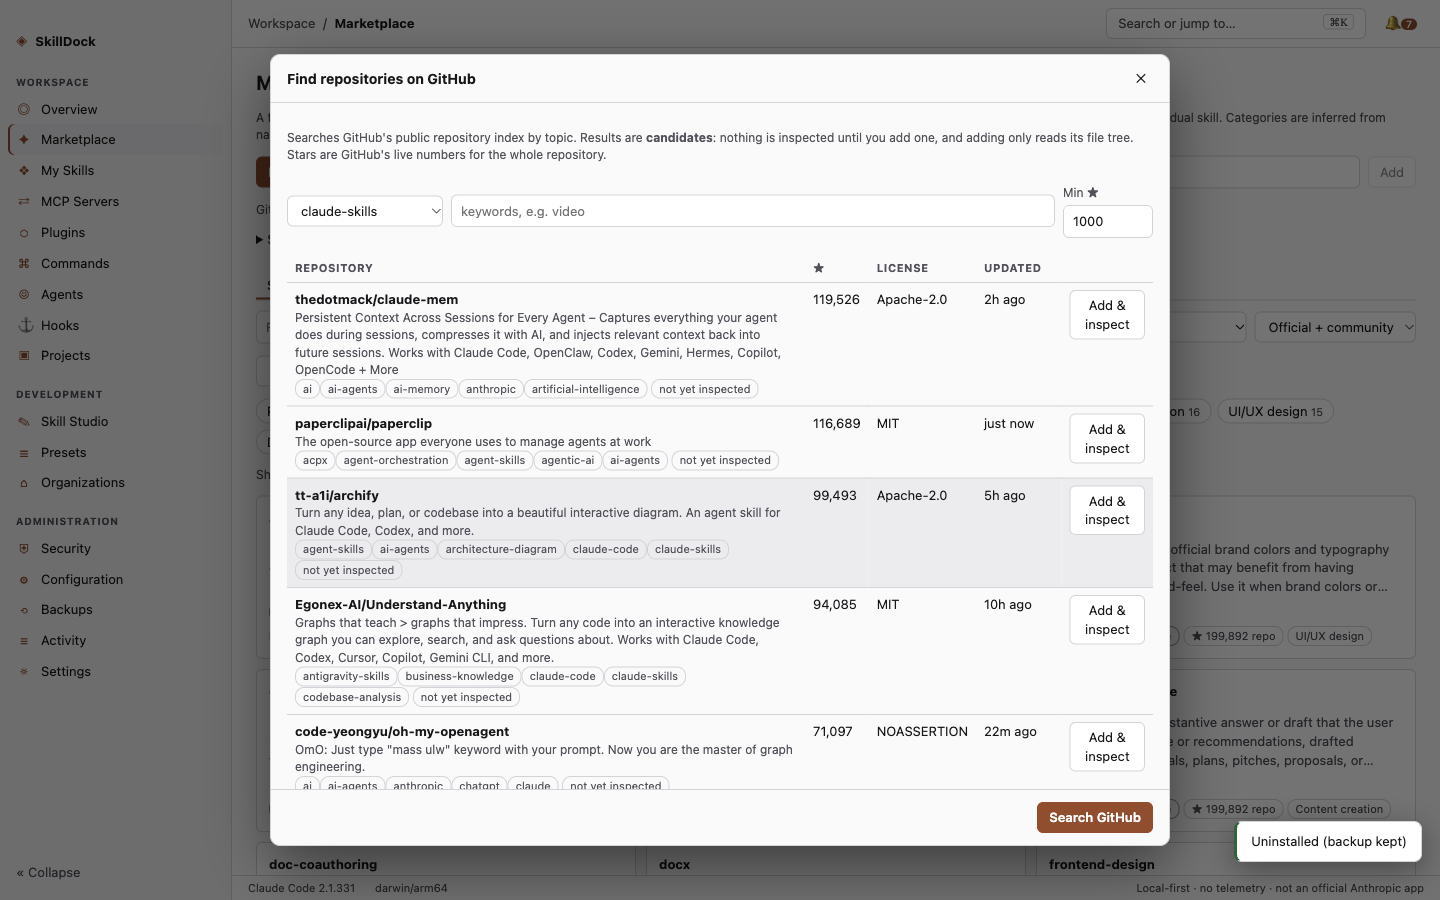 SkillDock
WORKSPACE
Overview
Marketplace
My Skills
MCP Servers
Plugins
Commands
Agents
Hooks
Projects
DEVELOPMENT
Skill Studio
Presets
Organizations
ADMINISTRATION
Security
Configuration
Backups
Activity
Settings
« Collapse
Workspace / Marketplace
Search or jump to… ⌘K
7
Find repositories on GitHub
×
Searches GitHub's public repository index by topic. Results are candidates: nothing is inspected until you add one, and adding only reads its file tree.
Stars are GitHub's live numbers for the whole repository.
Min ★
claude-skills
keywords, e.g. video
1000
REPOSITORY ★ LICENSE UPDATED
thedotmack/claude-mem 119,526 Apache-2.0 2h ago Add & inspect
Persistent Context Across Sessions for Every Agent – Captures everything your agent
does during sessions, compresses it with AI, and injects relevant context back into
future sessions. Works with Claude Code, OpenClaw, Codex, Gemini, Hermes, Copilot,
OpenCode + More
ai ai-agents ai-memory anthropic artificial-intelligence not yet inspected
paperclipai/paperclip 116,689 MIT just now Add & inspect
The open-source app everyone uses to manage agents at work
acpx agent-orchestration agent-skills agentic-ai ai-agents not yet inspected
tt-a1i/archify 99,493 Apache-2.0 5h ago Add & inspect
Turn any idea, plan, or codebase into a beautiful interactive diagram. An agent skill for
Claude Code, Codex, and more.
agent-skills ai-agents architecture-diagram claude-code claude-skills
not yet inspected
Egonex-AI/Understand-Anything 94,085 MIT 10h ago Add & inspect
Graphs that teach > graphs that impress. Turn any code into an interactive knowledge
graph you can explore, search, and ask questions about. Works with Claude Code,
Codex, Cursor, Copilot, Gemini CLI, and more.
antigravity-skills business-knowledge claude-code claude-skills
codebase-analysis not yet inspected
code-yeongyu/oh-my-openagent 71,097 NOASSERTION 22m ago Add & inspect
OmO: Just type "mass ulw" keyword with your prompt. Now you are the master of graph
engineering.
ai ai-agents anthropic chatgpt claude not yet inspected
Search GitHub
dual skill. Categories are inferred from
Add
Official + community
16
UI/UX design 15
official brand colors and typography
that may benefit from having
Use it when brand colors or…
★ 199,892 repo UI/UX design
answer or draft that the user
or recommendations, drafted
plans, pitches, proposals, or…
★ 199,892 repo Content creation
doc-coauthoring
docx
frontend-design
Uninstalled (backup kept)
Claude Code 2.1.331 darwin/arm64
Local-first · no telemetry · not an official Anthropic app